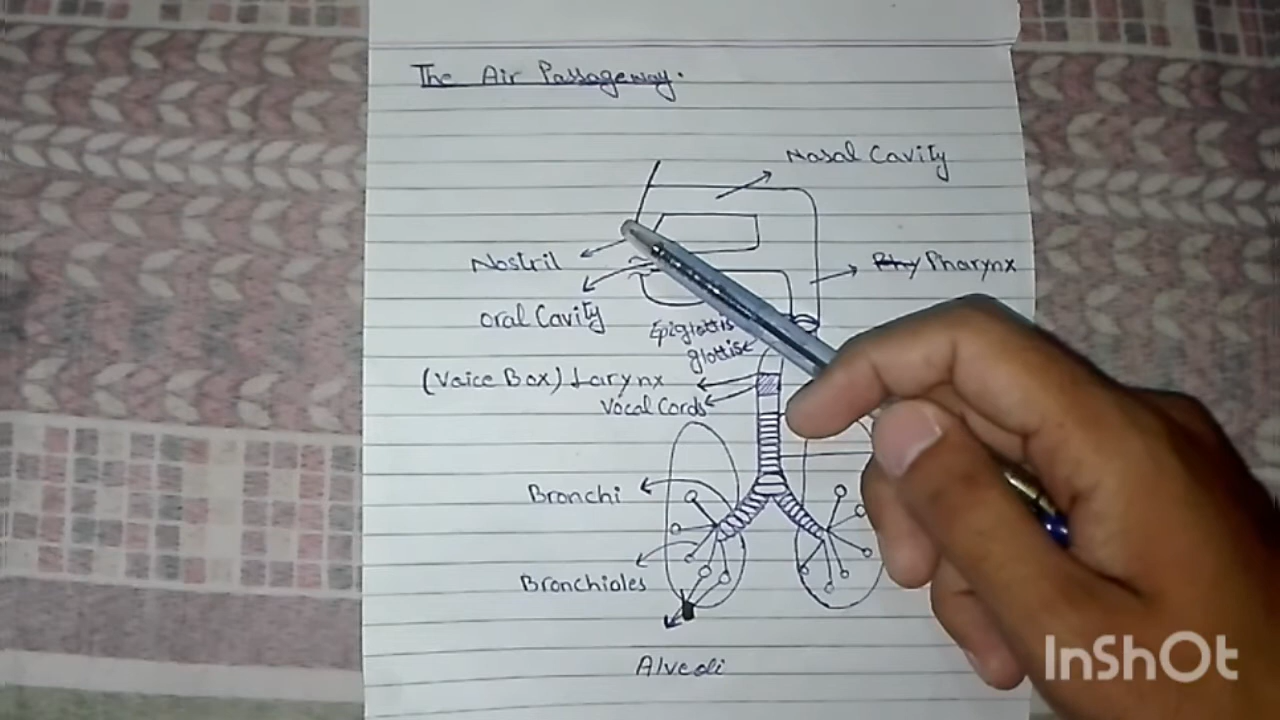 The Air Passageway.
Nasal Cavity
Nostril
Phy Pharynx
oral Cavity
Epiglottis
glottise
(Voice Box) Larynx
Vocal Cords
Bronchi
Bronchioles
Alveoli
InShOt